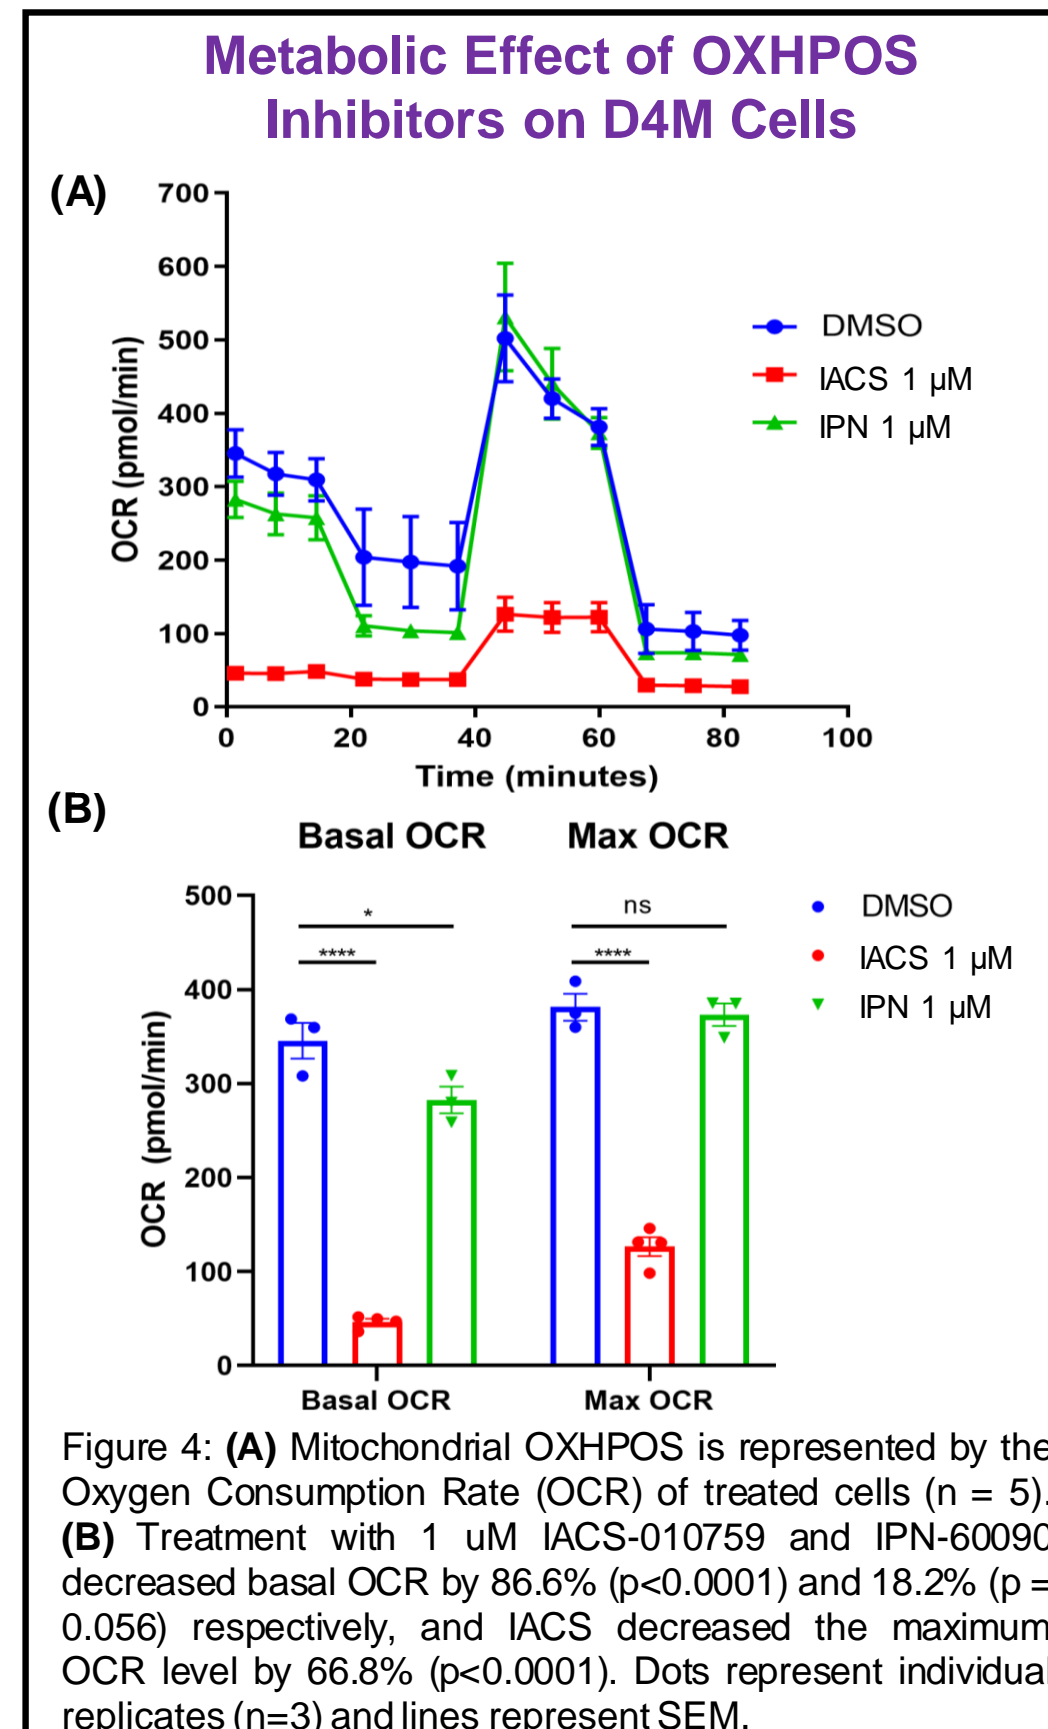 Metabolic Effect of OXHPOS
Inhibitors on D4M Cells
(A)
700
600
500
400
300
200
100
0
OCR (pmol/min)
0 20 40 60 80 100
Time (minutes)
DMSO
IACS 1 µM
IPN 1 µM
(B)
Basal OCR Max OCR
500
400
300
200
100
0
OCR (pmol/min)
* ns
**** ****
DMSO
IACS 1 µM
IPN 1 µM
Basal OCR Max OCR
Figure 4: (A) Mitochondrial OXHPOS is represented by the
Oxygen Consumption Rate (OCR) of treated cells (n = 5).
(B) Treatment with 1 uM IACS-010759 and IPN-60090
decreased basal OCR by 86.6% (p<0.0001) and 18.2% (p =
0.056) respectively, and IACS decreased the maximum
OCR level by 66.8% (p<0.0001). Dots represent individual
replicates (n=3) and lines represent SEM.